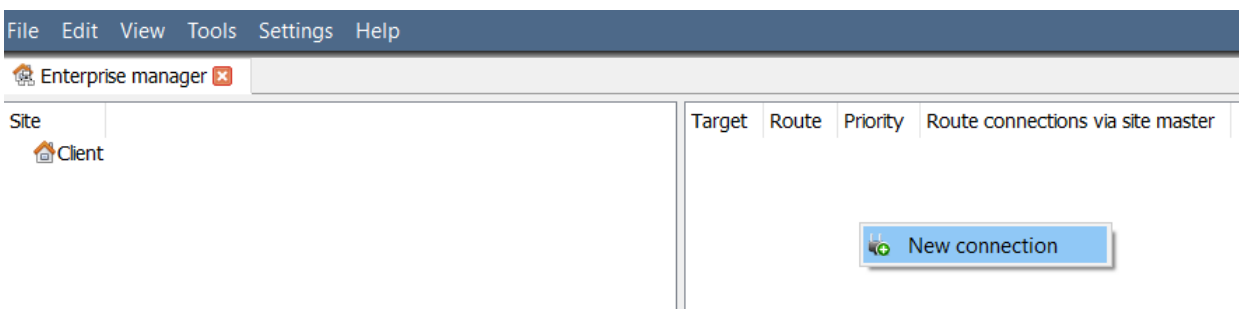 File Edit View Tools Settings Help
Enterprise manager
Site
Target Route Priority Route connections via site master
Client
New connection